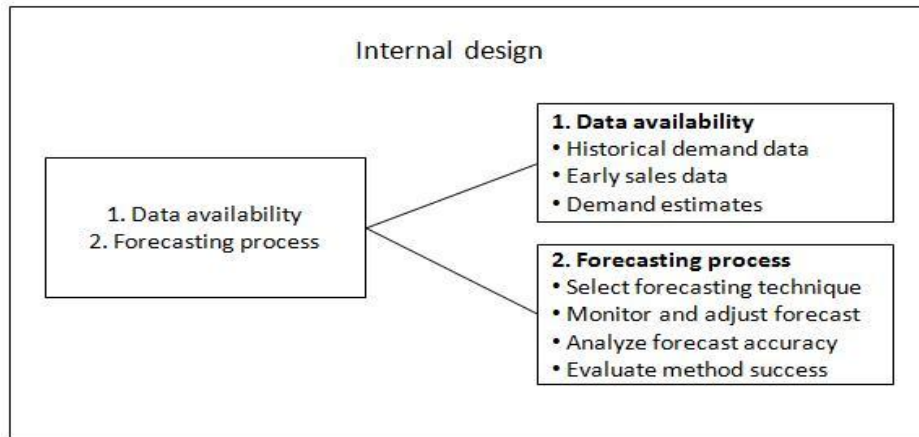 Internal design
1. Data availability
2. Forecasting process
1. Data availability
• Historical demand data
• Early sales data
• Demand estimates
2. Forecasting process
• Select forecasting technique
• Monitor and adjust forecast
• Analyze forecast accuracy
• Evaluate method success